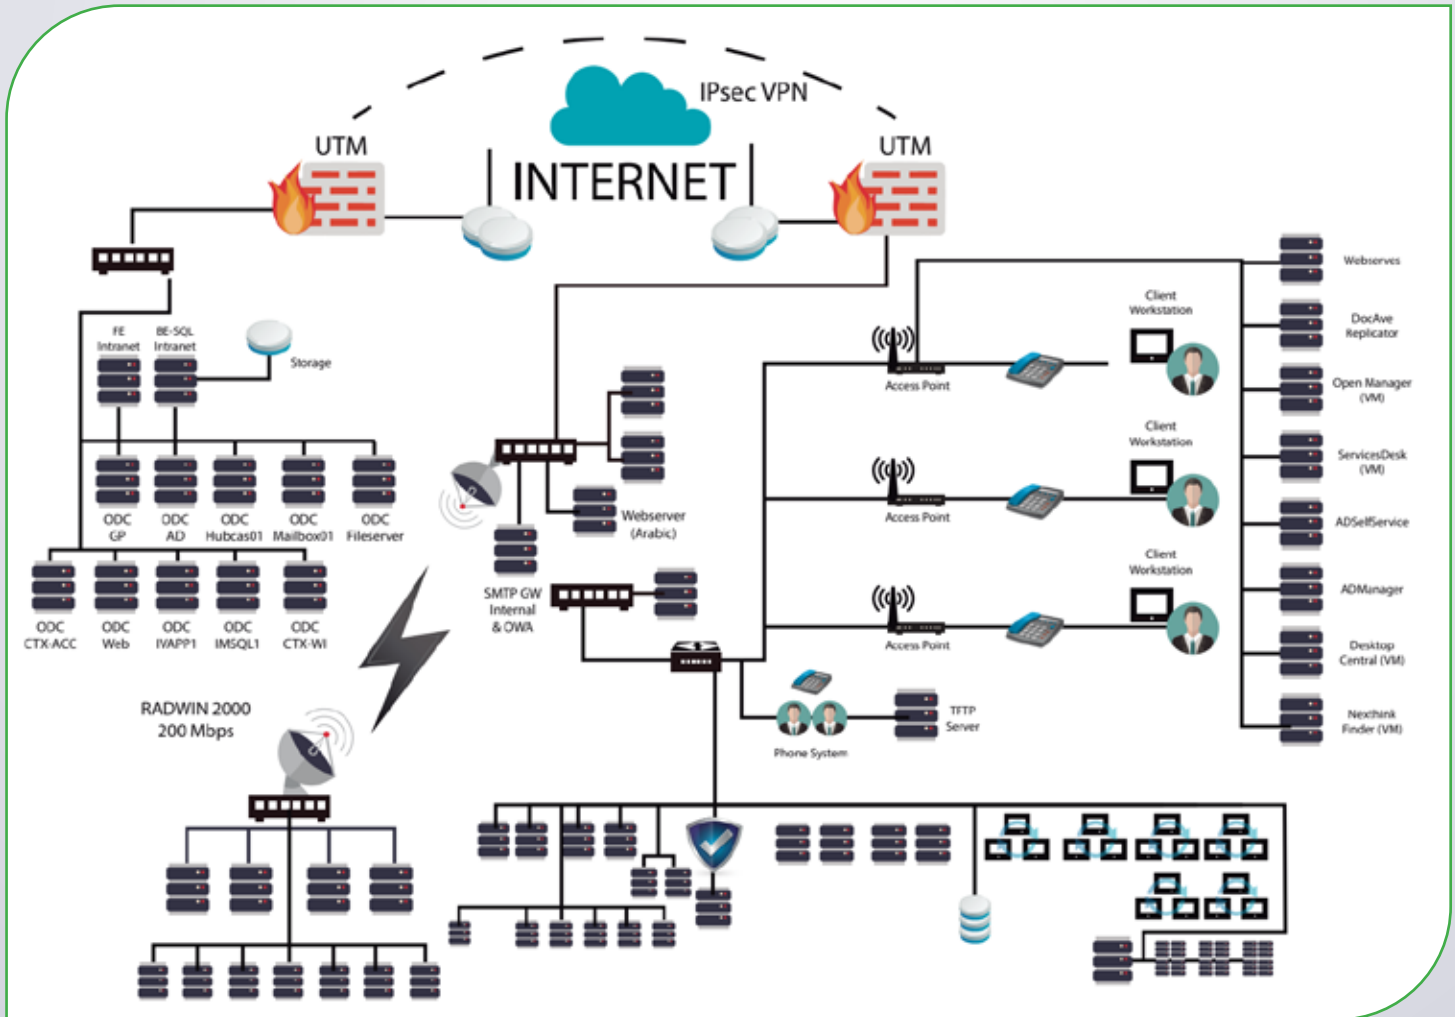 IPsec VPN
UTM
INTERNET
UTM
FE
Intranet
BE-SQL
Intranet
Storage
ODC
GP
ODC
AD
ODC
Hubcas01
ODC
Mailbox01
ODC
Fileserver
ODC
CTX-ACC
ODC
Web
ODC
IVAPP1
ODC
IMSQL1
ODC
CTX-WI
RADWIN 2000
200 Mbps
Webserver
(Arabic)
SMTP GW
Internal
& OWA
Access Point
Client
Workstation
Access Point
Client
Workstation
Access Point
Client
Workstation
Phone System
TFTP
Server
Webserves
DocAve
Replicator
Open Manager
(VM)
ServicesDesk
(VM)
ADSelfService
ADManager
Desktop
Central (VM)
Nexthink
Finder (VM)